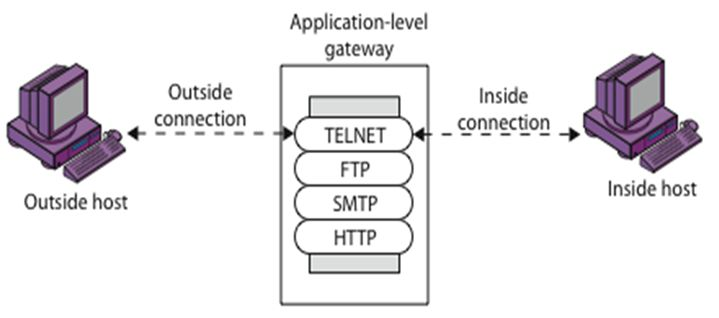 Application-level
gateway
Outside
connection
Inside
connection
TELNET
FTP
SMTP
HTTP
Outside host
Inside host